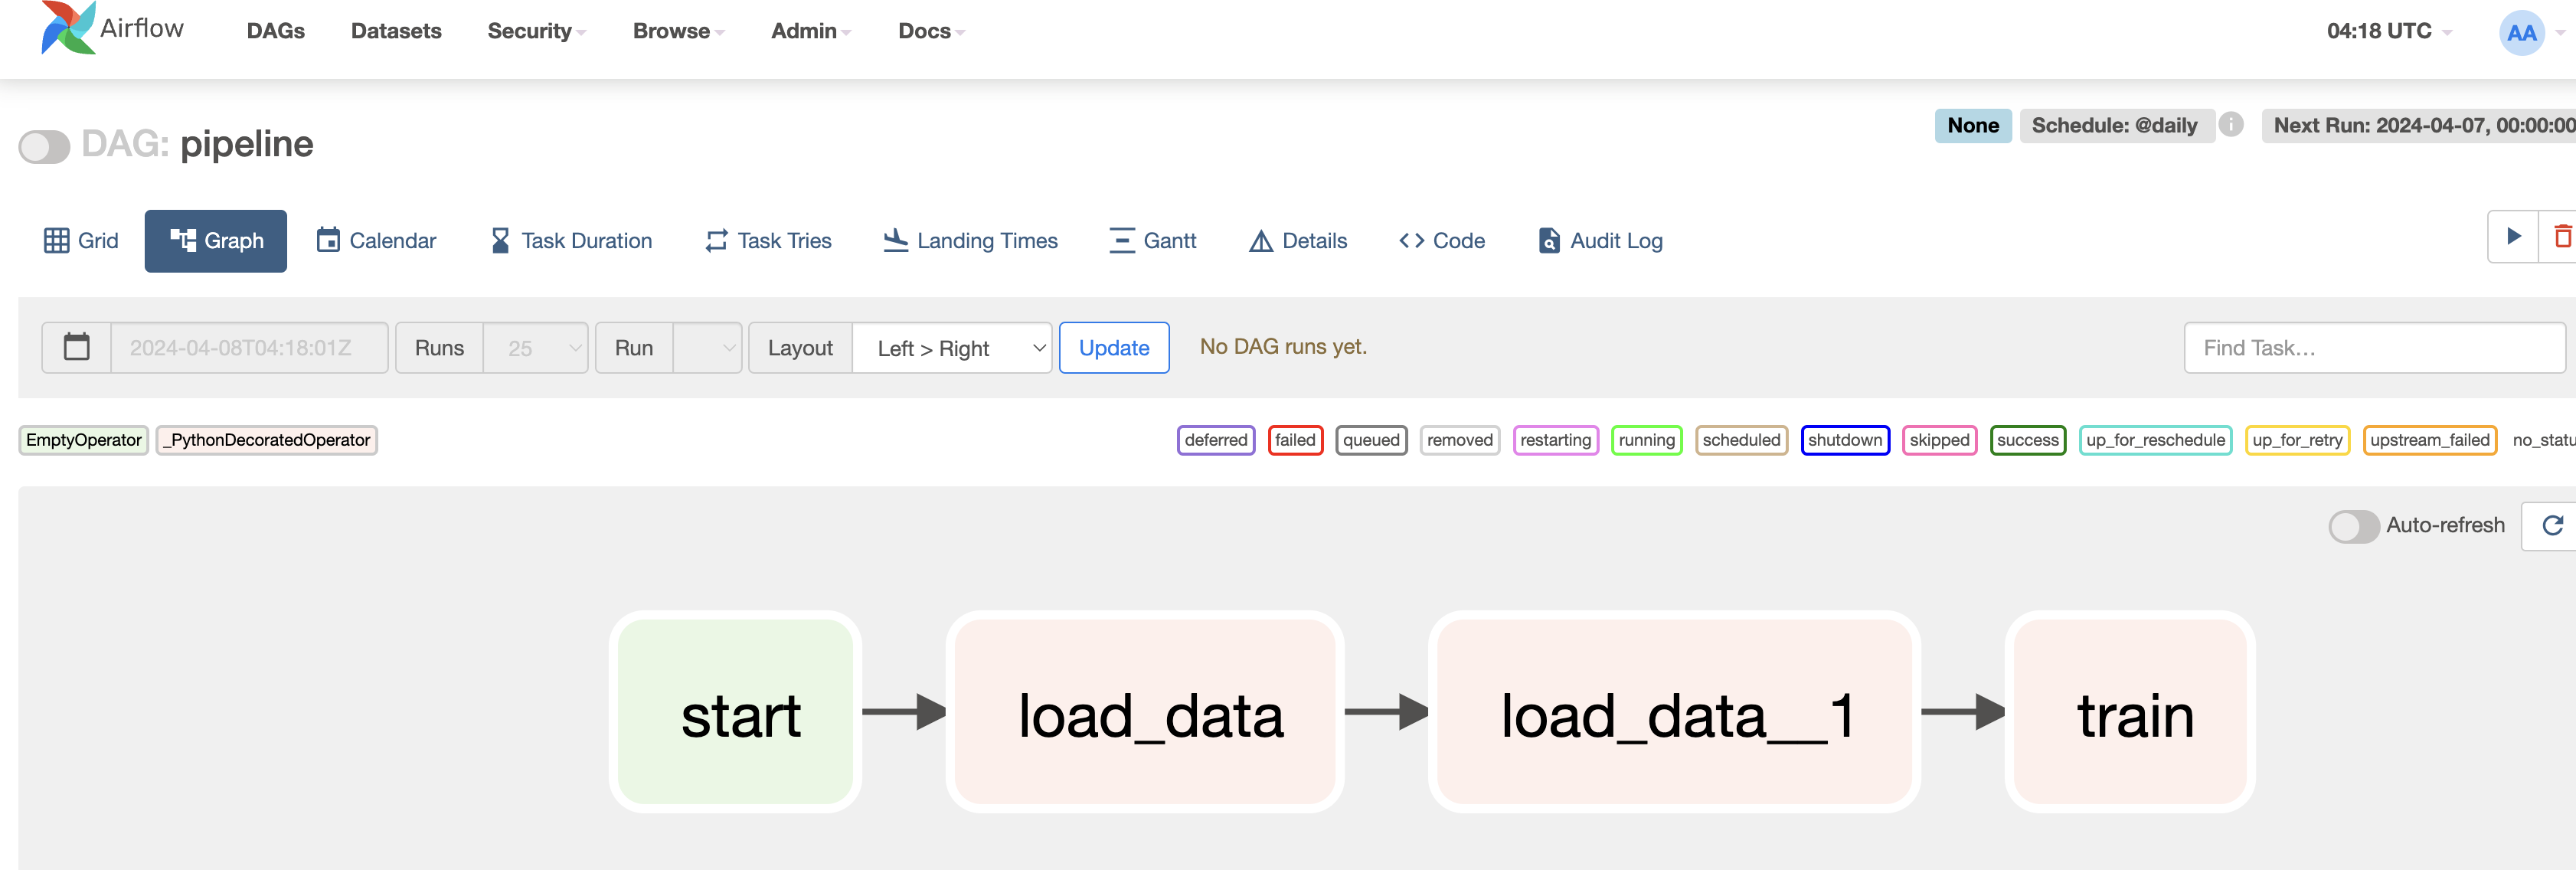 Airflow DAGs Datasets Security Browse Admin Docs 04:18 UTC AA
DAG: pipeline None Schedule: @daily i Next Run: 2024-04-07, 00:00:00
Grid Graph Calendar Task Duration Task Tries Landing Times Gantt Details Code Audit Log
2024-04-08T04:18:01Z Runs 25 Run Layout Left > Right Update No DAG runs yet. Find Task...
EmptyOperator _PythonDecoratedOperator deferred failed queued removed restarting running scheduled shutdown skipped success up_for_reschedule up_for_retry upstream_failed no_statu
Auto-refresh
start load_data load_data__1 train